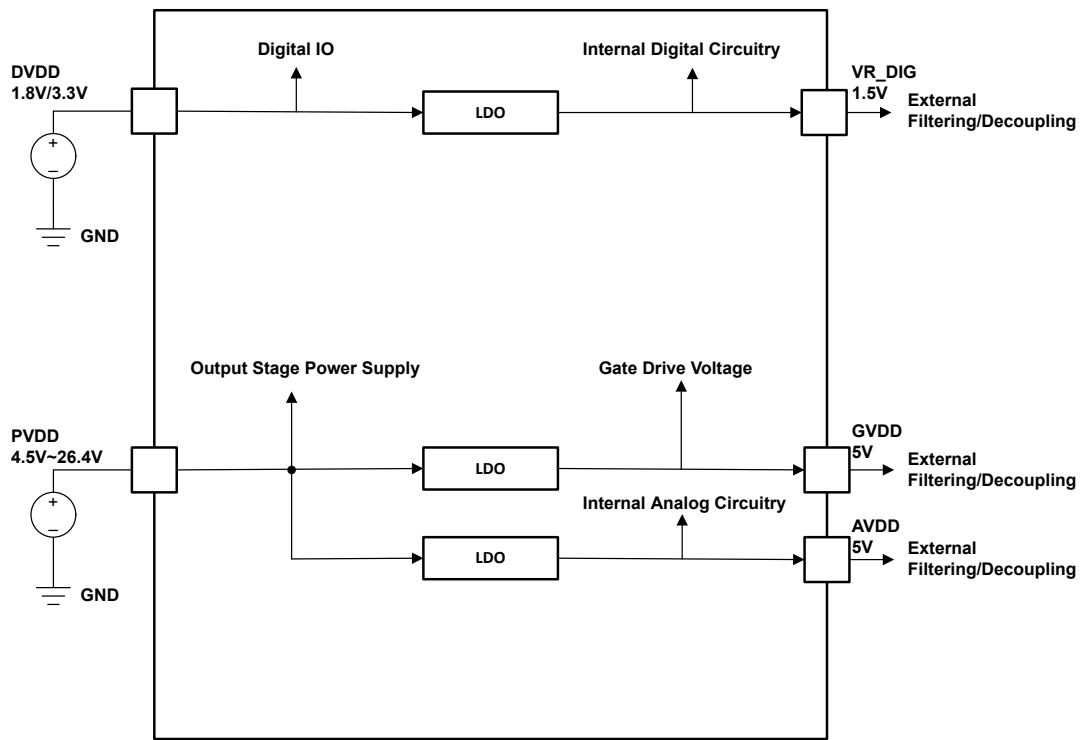 Digital IO
Internal Digital Circuitry
DVDD
1.8V/3.3V
VR_DIG
1.5V
External
Filtering/Decoupling
LDO
+
−
GND
Output Stage Power Supply
Gate Drive Voltage
PVDD
4.5V~26.4V
GVDD
5V
External
Filtering/Decoupling
LDO
Internal Analog Circuitry
+
−
AVDD
5V
External
Filtering/Decoupling
LDO
GND